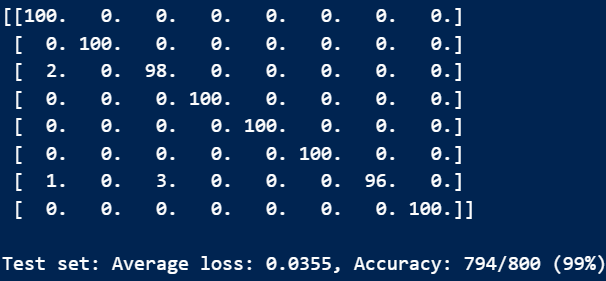 [[100. 0. 0. 0. 0. 0. 0. 0.]
[ 0. 100. 0. 0. 0. 0. 0. 0.]
[ 2. 0. 98. 0. 0. 0. 0. 0.]
[ 0. 0. 0. 100. 0. 0. 0. 0.]
[ 0. 0. 0. 0. 100. 0. 0. 0.]
[ 0. 0. 0. 0. 0. 100. 0. 0.]
[ 1. 0. 3. 0. 0. 0. 96. 0.]
[ 0. 0. 0. 0. 0. 0. 0. 100.]]
Test set: Average loss: 0.0355, Accuracy: 794/800 (99%)